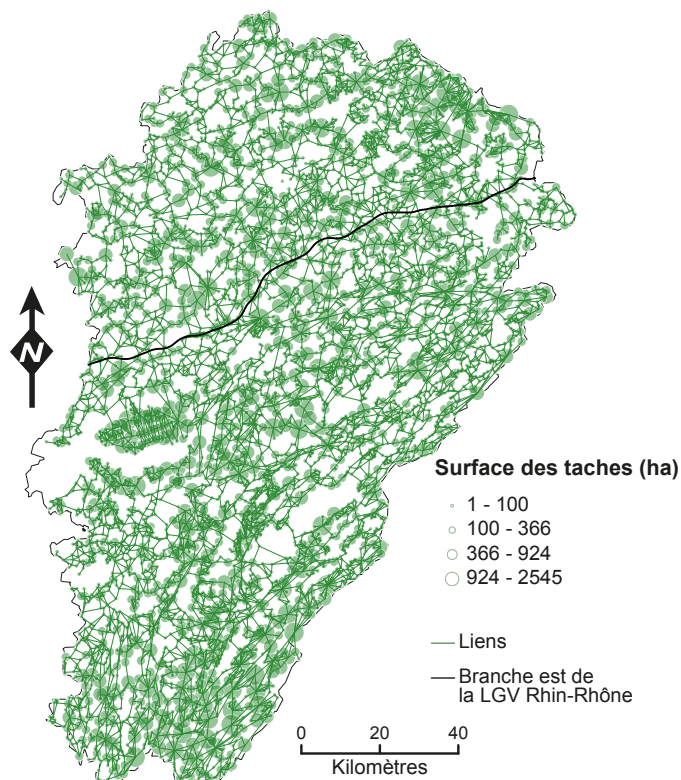 N
Surface des taches (ha)
1 - 100
100 - 366
366 - 924
924 - 2545
Liens
Branche est de
la LGV Rhin-Rhône
0 20 40
Kilomètres